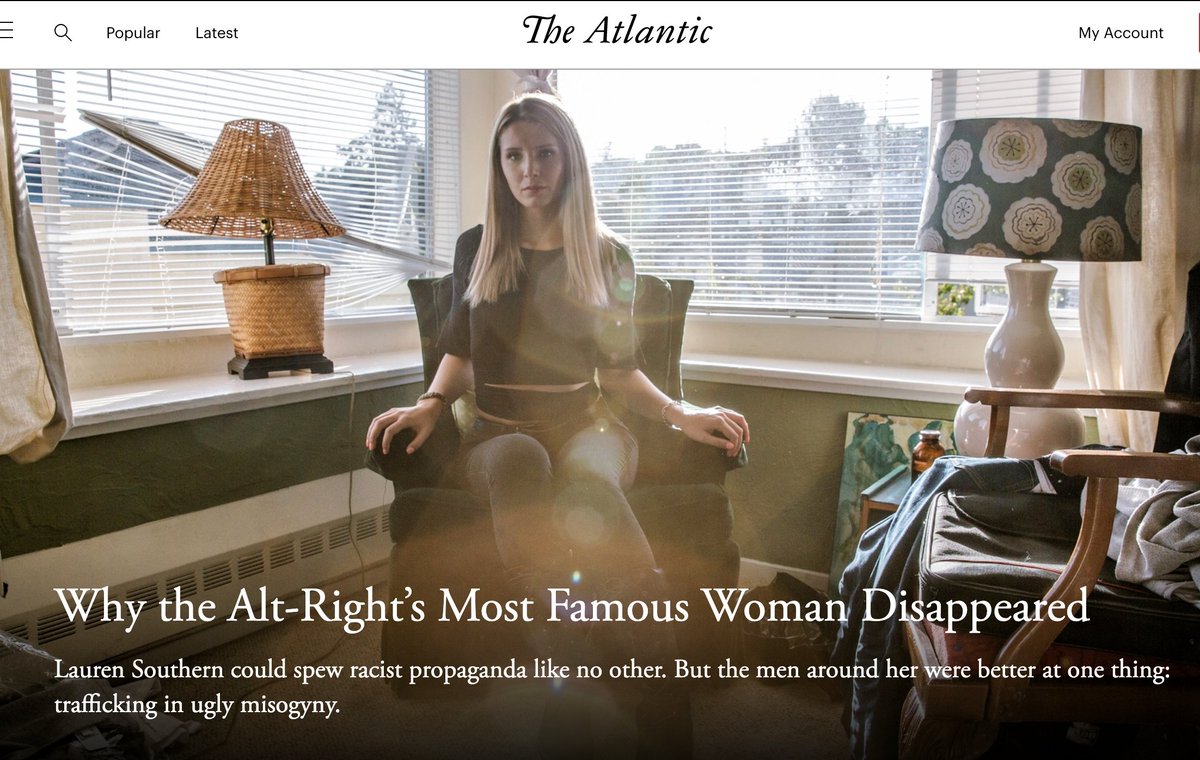 Popular
Latest
The Atlantic
My Account
Why the Alt-Right’s Most Famous Woman Disappeared
Lauren Southern could spew racist propaganda like no other. But the men around her were better at one thing:
trafficking in ugly misogyny.